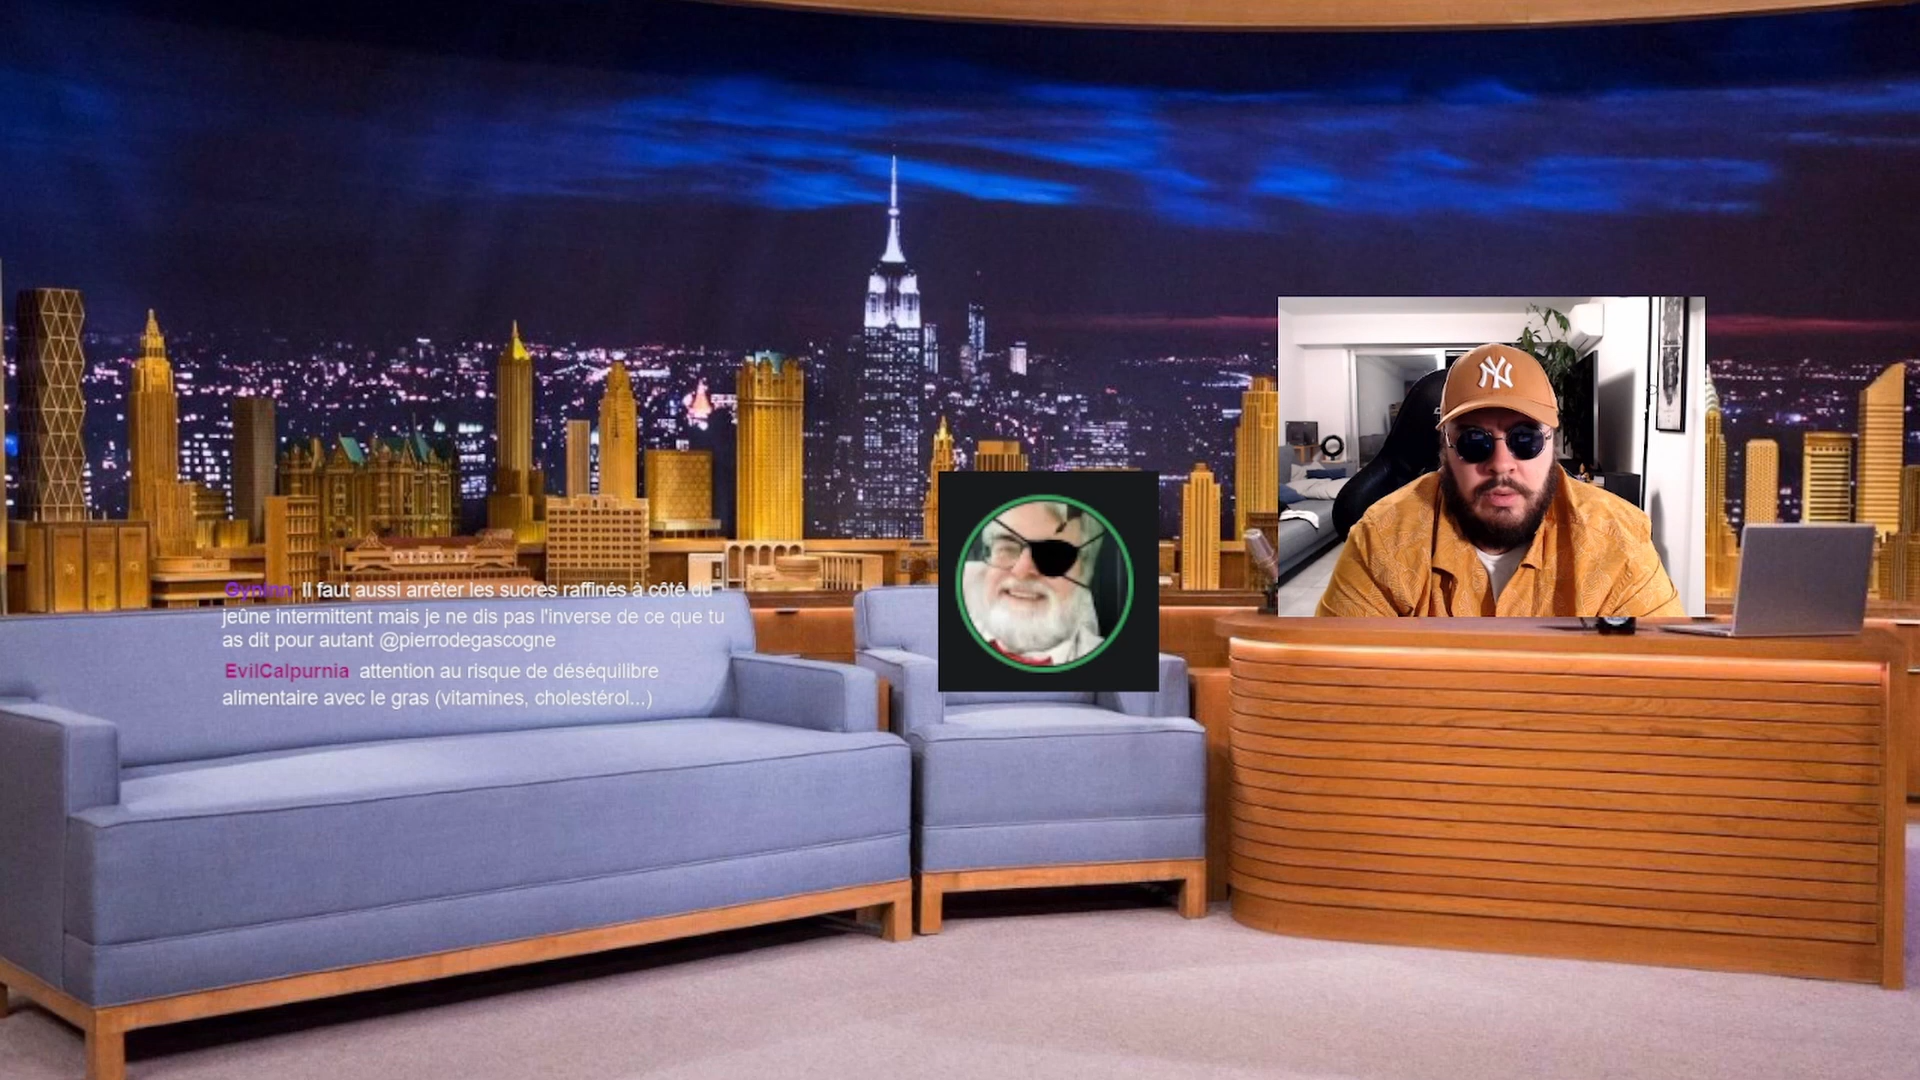 NY
Il faut aussi arrêter les sucres raffinés à côté du
jeûne intermittent mais je ne dis pas l'inverse de ce que tu
as dit pour autant @pierrodegascogne
EvilCalpurnia attention au risque de déséquilibre
alimentaire avec le gras (vitamines, cholestérol...)